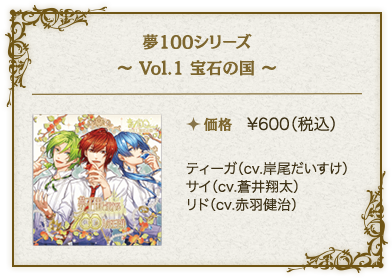 夢100シリーズ
～ Vol.1 宝石の国 ～
価格 ¥600(税込)
ティーガ(cv.岸尾だいすけ)
サイ(cv.蒼井翔太)
リド(cv.赤羽健治)